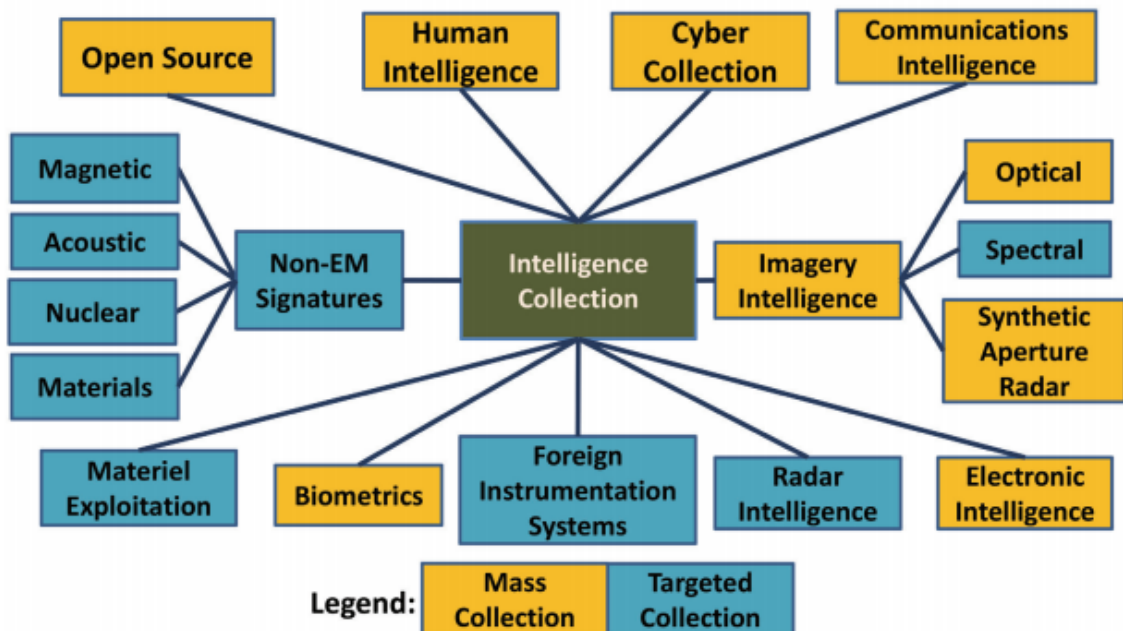 Open Source
Human
Intelligence
Cyber
Collection
Communications
Intelligence
Magnetic
Acoustic
Nuclear
Materials
Non-EM
Signatures
Intelligence
Collection
Imagery
Intelligence
Optical
Spectral
Synthetic
Aperture
Radar
Materiel
Exploitation
Biometrics
Foreign
Instrumentation
Systems
Radar
Intelligence
Electronic
Intelligence
Legend:
Mass
Collection
Targeted
Collection